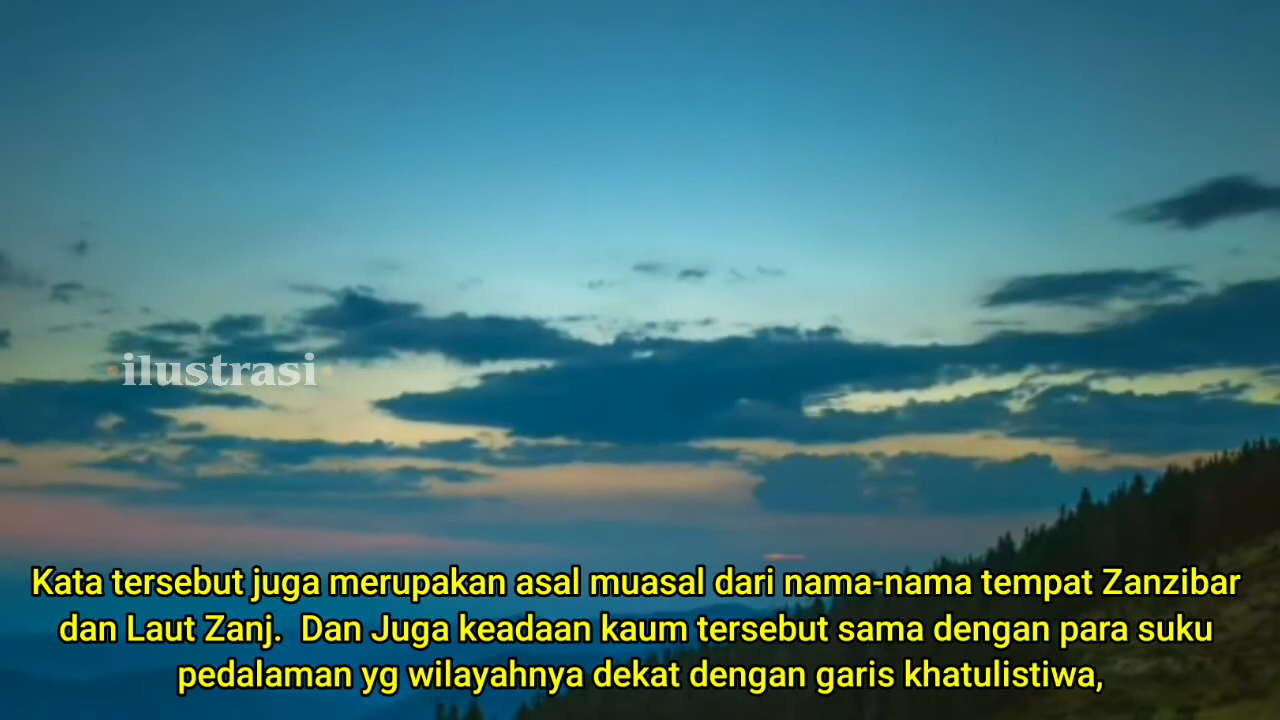 ilustrasi
Kata tersebut juga merupakan asal muasal dari nama-nama tempat Zanzibar
dan Laut Zanj.  Dan Juga keadaan kaum tersebut sama dengan para suku
pedalaman yg wilayahnya dekat dengan garis khatulistiwa,